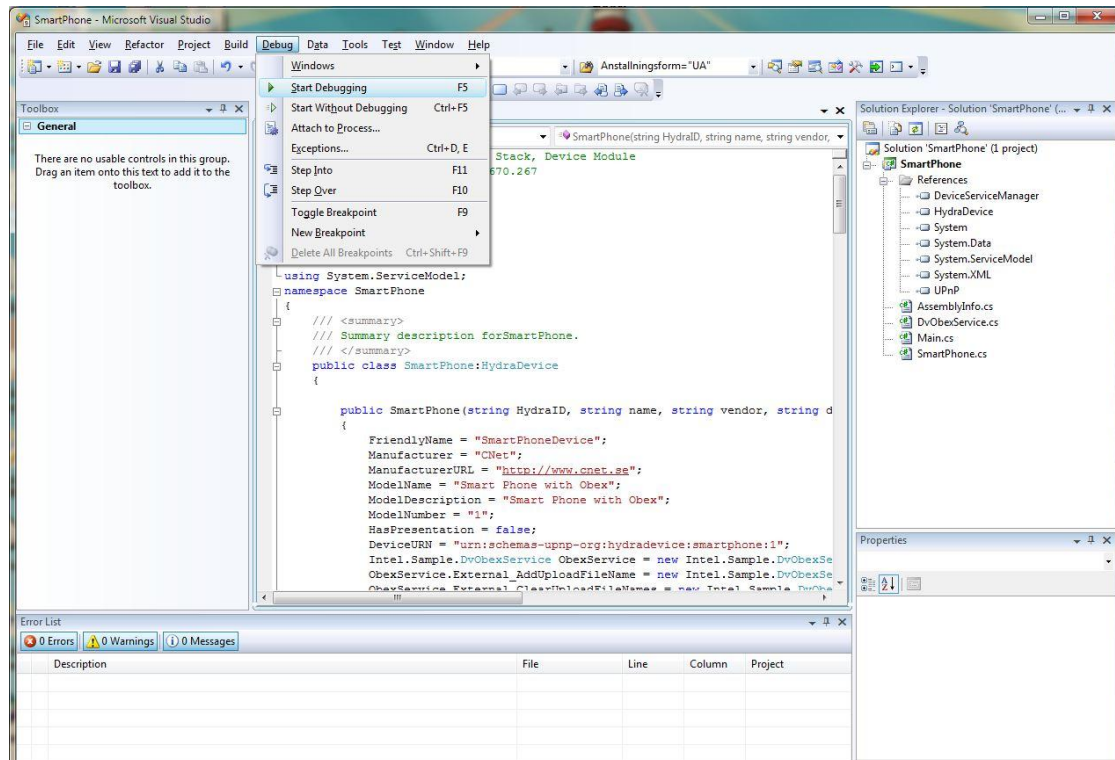 SmartPhone - Microsoft Visual Studio
File Edit View Refactor Project Build Debug Data Tools Test Window Help
Anstallningsform="UA"
Windows
Start Debugging F5
Start Without Debugging Ctrl+F5
Attach to Process...
Exceptions... Ctrl+D, E
Step Into F11
Step Over F10
Toggle Breakpoint F9
New Breakpoint
Delete All Breakpoints Ctrl+Shift+F9
Toolbox
General
There are no usable controls in this group.
Drag an item onto this text to add it to the
toolbox.
SmartPhone(string HydraID, string name, string vendor,
Stack, Device Module
670.267
using System.ServiceModel;
namespace SmartPhone
{
/// <summary>
/// Summary description forSmartPhone.
/// </summary>
public class SmartPhone:HydraDevice
{
public SmartPhone(string HydraID, string name, string vendor, string d
{
FriendlyName = "SmartPhoneDevice";
Manufacturer = "CNet";
ManufacturerURL = "http://www.cnet.se";
ModelName = "Smart Phone with Obex";
ModelDescription = "Smart Phone with Obex";
ModelNumber = "1";
HasPresentation = false;
DeviceURN = "urn:schemas-upnp-org:hydradevice:smartphone:1";
Intel.Sample.DvObexService ObexService = new Intel.Sample.DvObexSe
ObexService.External_AddUploadFileName = new Intel.Sample.DvObexSe
ObexService.External_ClearUploadFileNames = new Intel.Sample.DvObe
Solution Explorer - Solution 'SmartPhone' (...
Solution 'SmartPhone' (1 project)
SmartPhone
References
DeviceServiceManager
HydraDevice
System
System.Data
System.ServiceModel
System.XML
UPnP
AssemblyInfo.cs
DvObexService.cs
Main.cs
SmartPhone.cs
Properties
Error List
0 Errors 0 Warnings 0 Messages
Description File Line Column Project